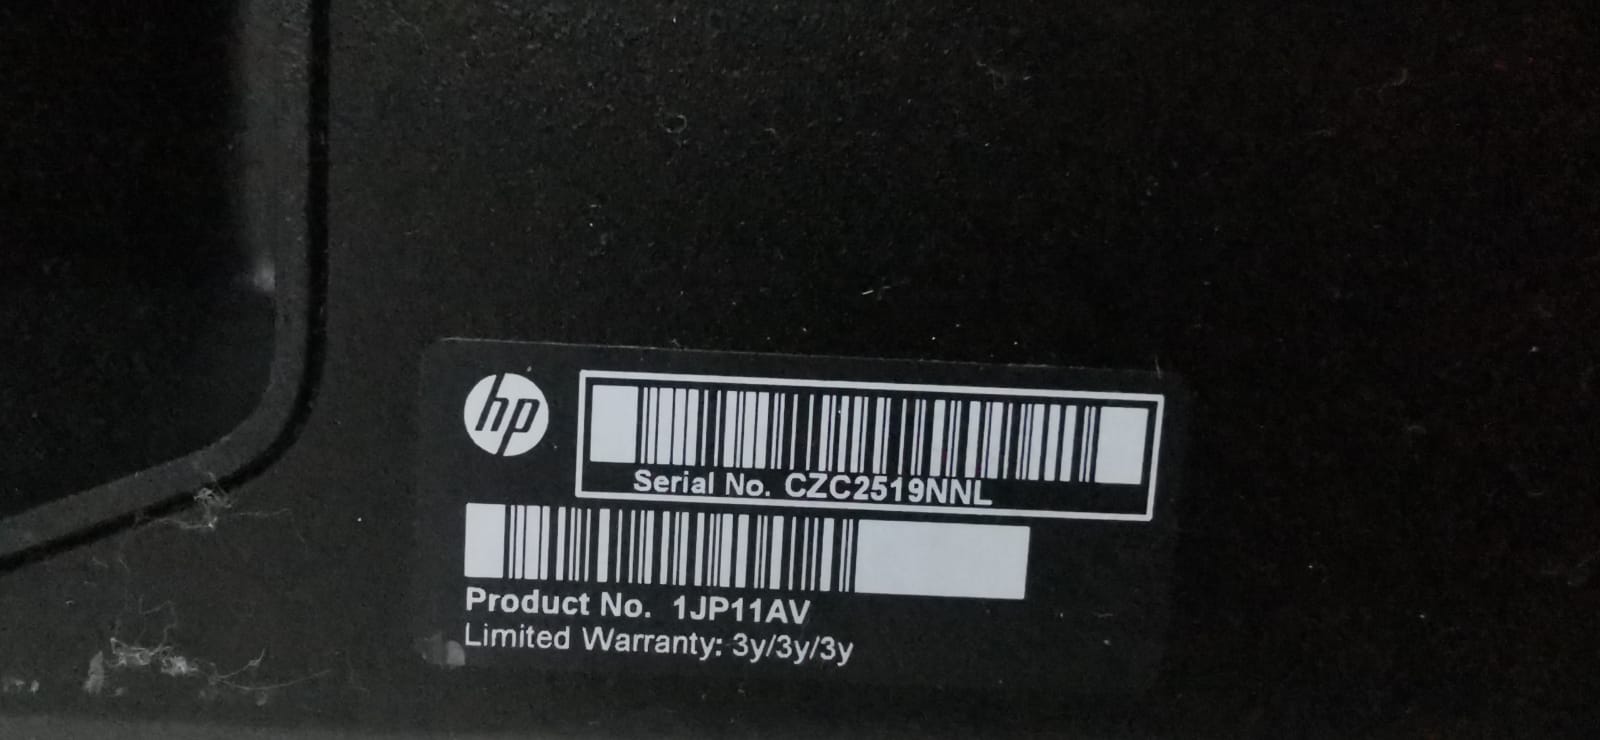 hp
Serial No. CZC2519NNL
Product No. 1JP11AV
Limited Warranty: 3y/3y/3y